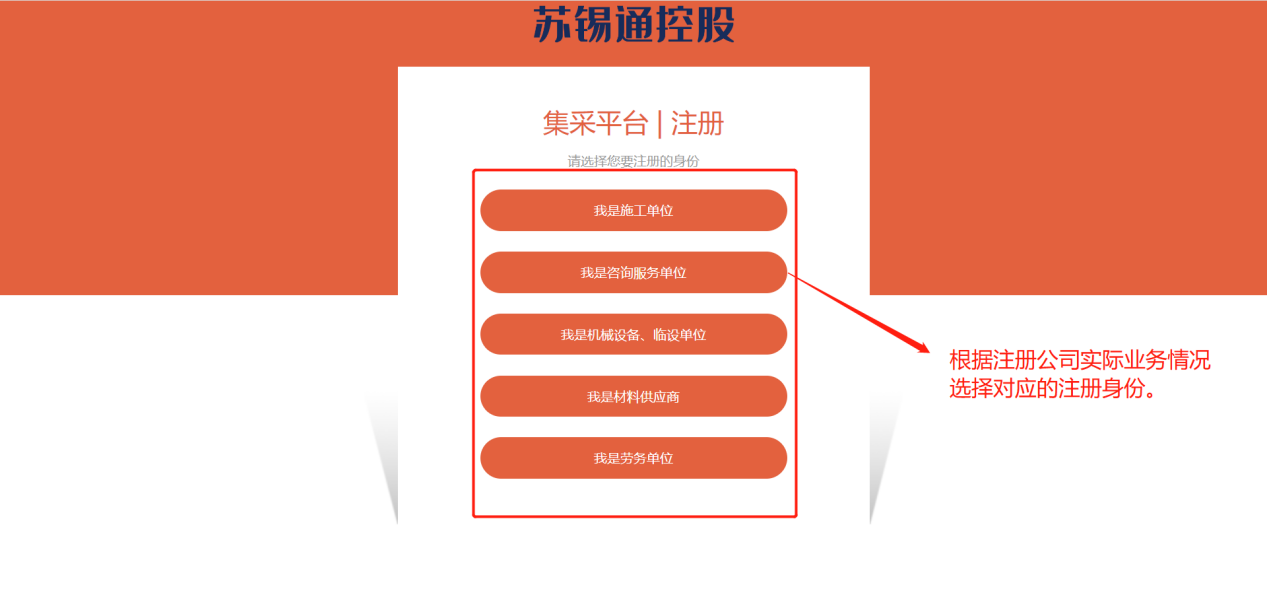 苏锡通控股
集采平台 | 注册
请选择您要注册的身份
我是施工单位
我是咨询服务单位
我是机械设备、临设单位
我是材料供应商
我是劳务单位
根据注册公司实际业务情况
选择对应的注册身份。